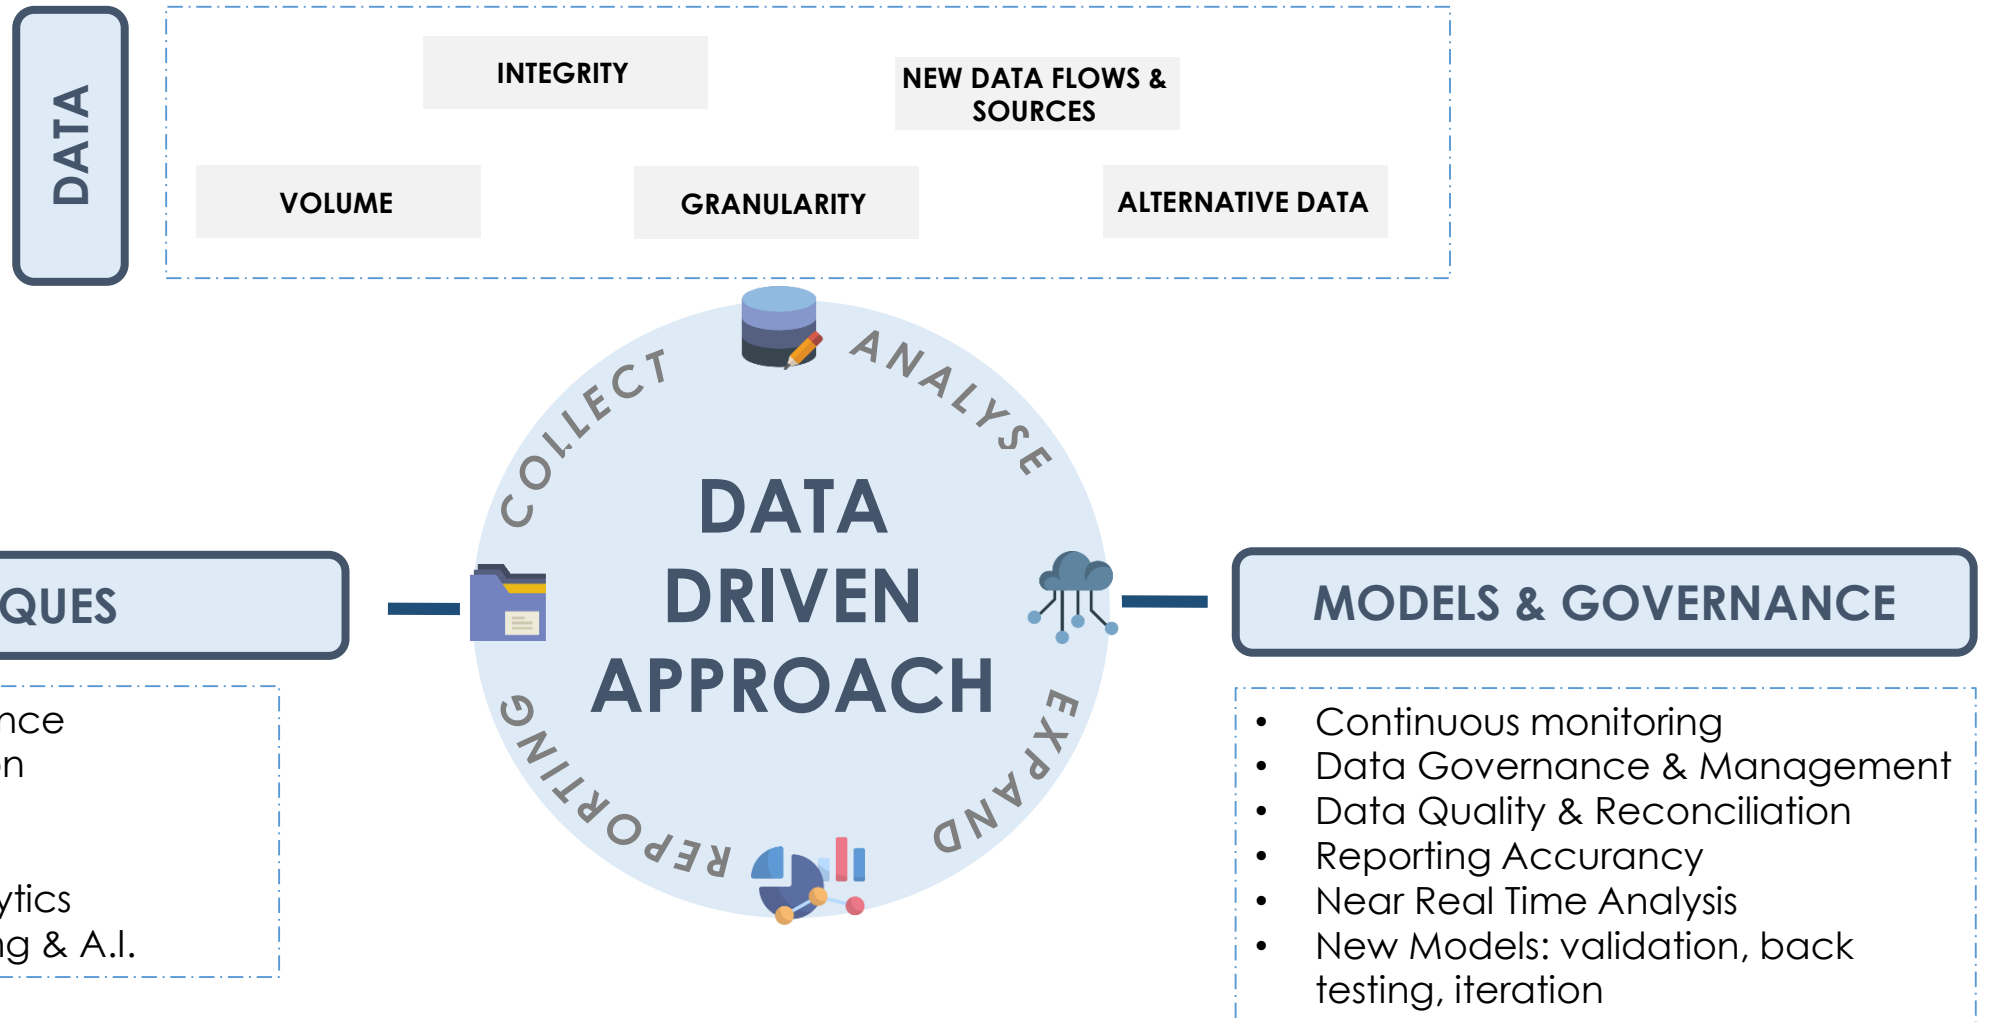 DATA
INTEGRITY
NEW DATA FLOWS &
SOURCES
VOLUME
GRANULARITY
ALTERNATIVE DATA
COLLECT
ANALYSE
DATA
DRIVEN
APPROACH
EXPAND
REPORTING
QUES
MODELS & GOVERNANCE
nce
on
ytics
ng & A.I.
• Continuous monitoring
• Data Governance & Management
• Data Quality & Reconciliation
• Reporting Accurancy
• Near Real Time Analysis
• New Models: validation, back
testing, iteration